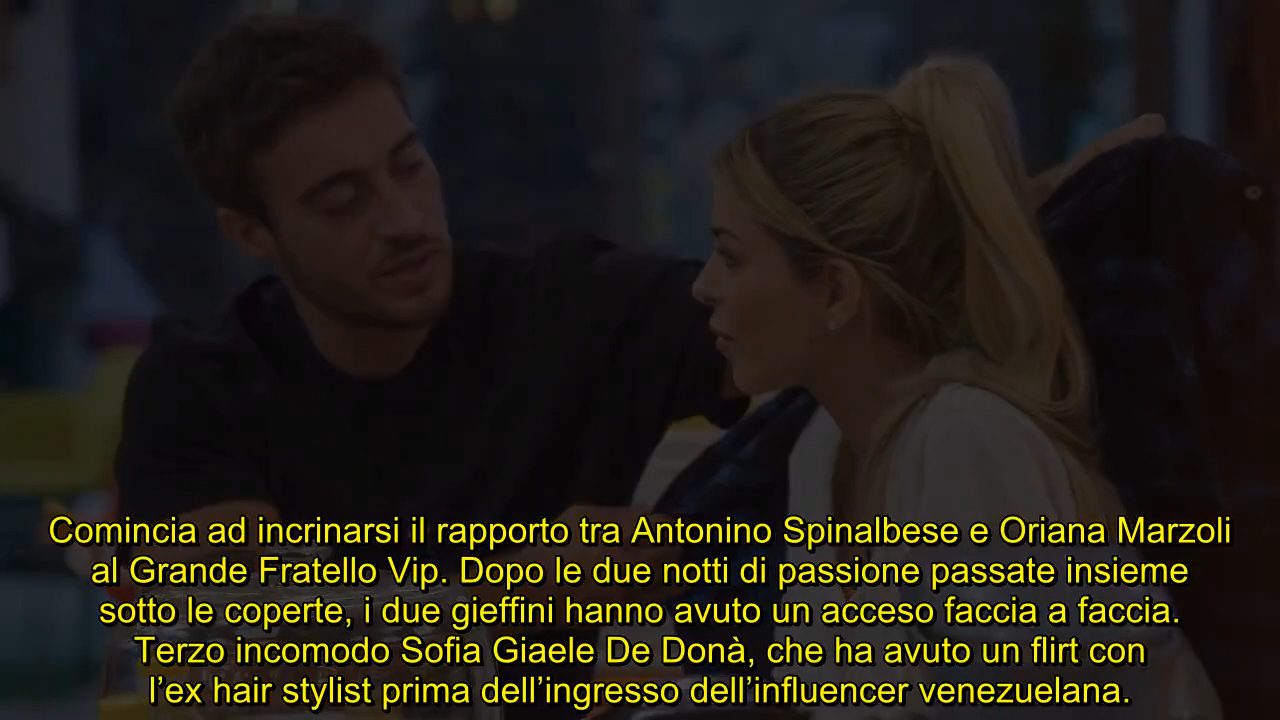 Comincia ad incrinarsi il rapporto tra Antonino Spinalbese e Oriana Marzoli
al Grande Fratello Vip. Dopo le due notti di passione passate insieme
sotto le coperte, i due gieffini hanno avuto un acceso faccia a faccia.
Terzo incomodo Sofia Giaele De Donà, che ha avuto un flirt con
l’ex hair stylist prima dell’ingresso dell’influencer venezuelana.